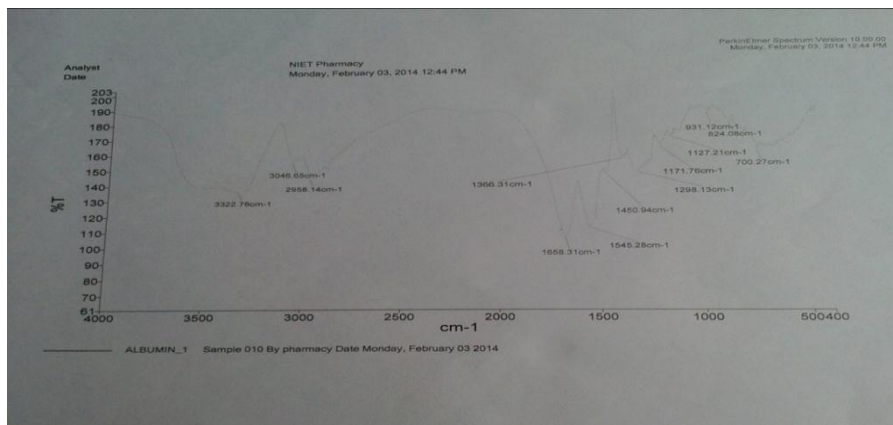 PerkinElmer Spectrum Version 10.00.00
Monday, February 03, 2014 12:44 PM
Analyst
Date
NIET Pharmacy
Monday, February 03, 2014 12:44 PM
203
200
190
180
170
160
150
140
130
120
110
100
90
80
70
61
%T
3322.76cm-1
3046.65cm-1
2958.14cm-1
1658.31cm-1
1545.28cm-1
1450.94cm-1
1366.31cm-1
1298.13cm-1
1171.76cm-1
1127.21cm-1
931.12cm-1
824.08cm-1
700.27cm-1
4000
3500
3000
2500
2000
1500
1000
500400
cm-1
ALBUMIN_1 Sample 010 By pharmacy Date Monday, February 03 2014